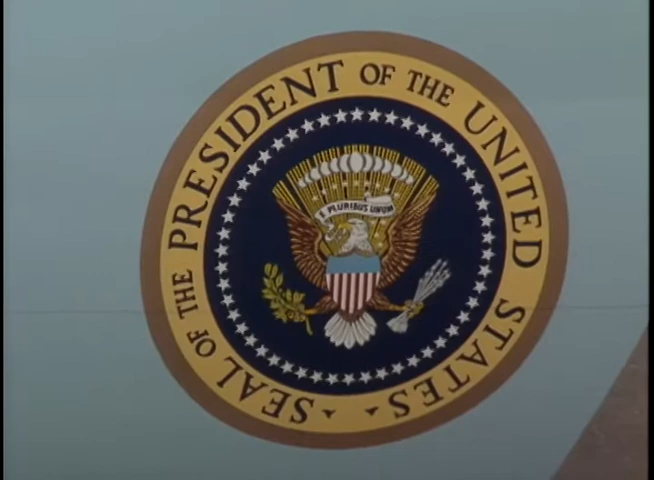 SEAL OF THE PRESIDENT OF THE UNITED STATES
E PLURIBUS UNUM